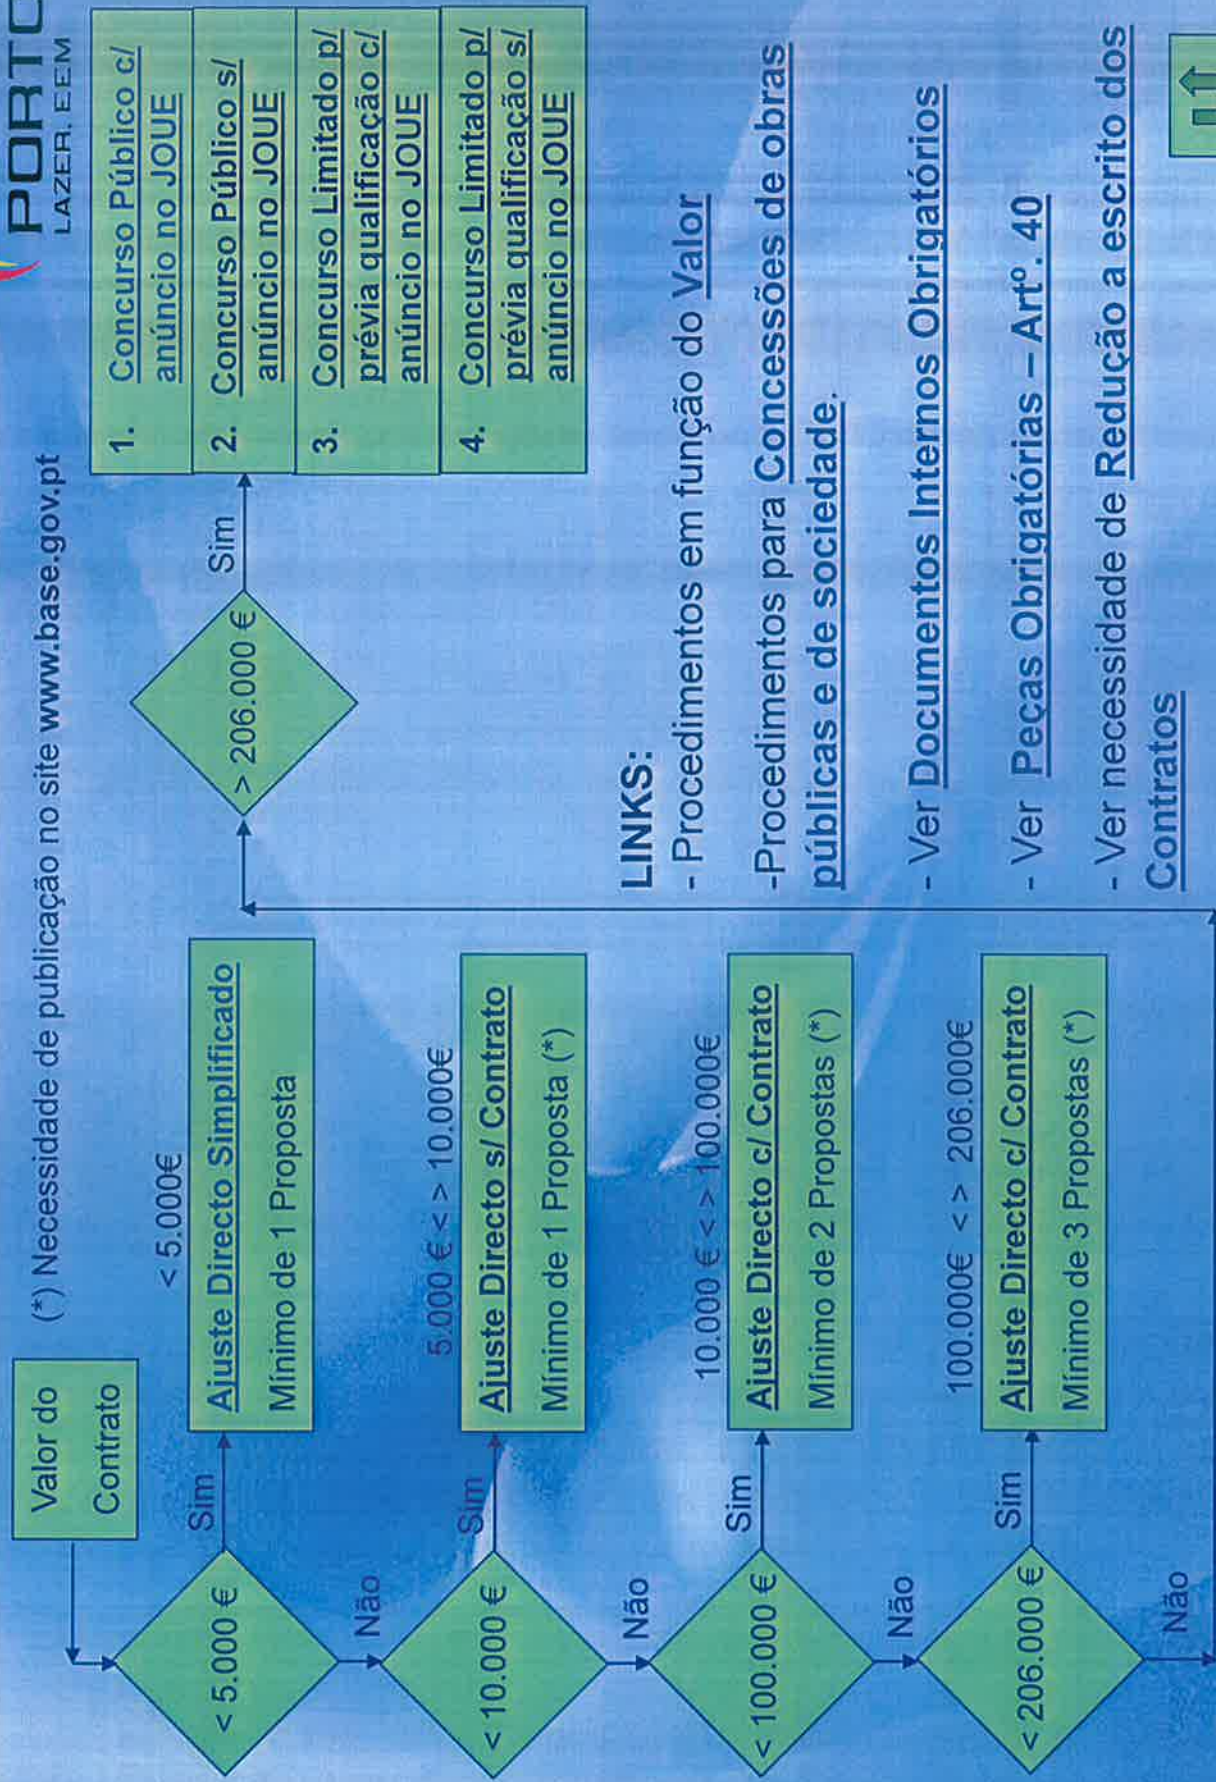 PORTO
LAZER, EEM
(*) Necessidade de publicação no site www.base.gov.pt
Valor do
Contrato
< 5.000 €
Sim
< 5.000€
Ajuste Directo Simplificado
Mínimo de 1 Proposta
Não
< 10.000 €
Sim
5.000 € < > 10.000€
Ajuste Directo s/ Contrato
Mínimo de 1 Proposta (*)
Não
< 100.000 €
Sim
10.000 € < > 100.000€
Ajuste Directo c/ Contrato
Mínimo de 2 Propostas (*)
Não
< 206.000 €
Sim
100.000€ < > 206.000€
Ajuste Directo c/ Contrato
Mínimo de 3 Propostas (*)
Não
> 206.000 €
Sim
1. Concurso Público c/
anúncio no JOUE
2. Concurso Público s/
anúncio no JOUE
3. Concurso Limitado p/
prévia qualificação c/
anúncio no JOUE
4. Concurso Limitado p/
prévia qualificação s/
anúncio no JOUE
LINKS:
- Procedimentos em função do Valor
-Procedimentos para Concessões de obras
públicas e de sociedade.
- Ver Documentos Internos Obrigatórios
- Ver Peças Obrigatórias – Artº. 40
- Ver necessidade de Redução a escrito dos
Contratos